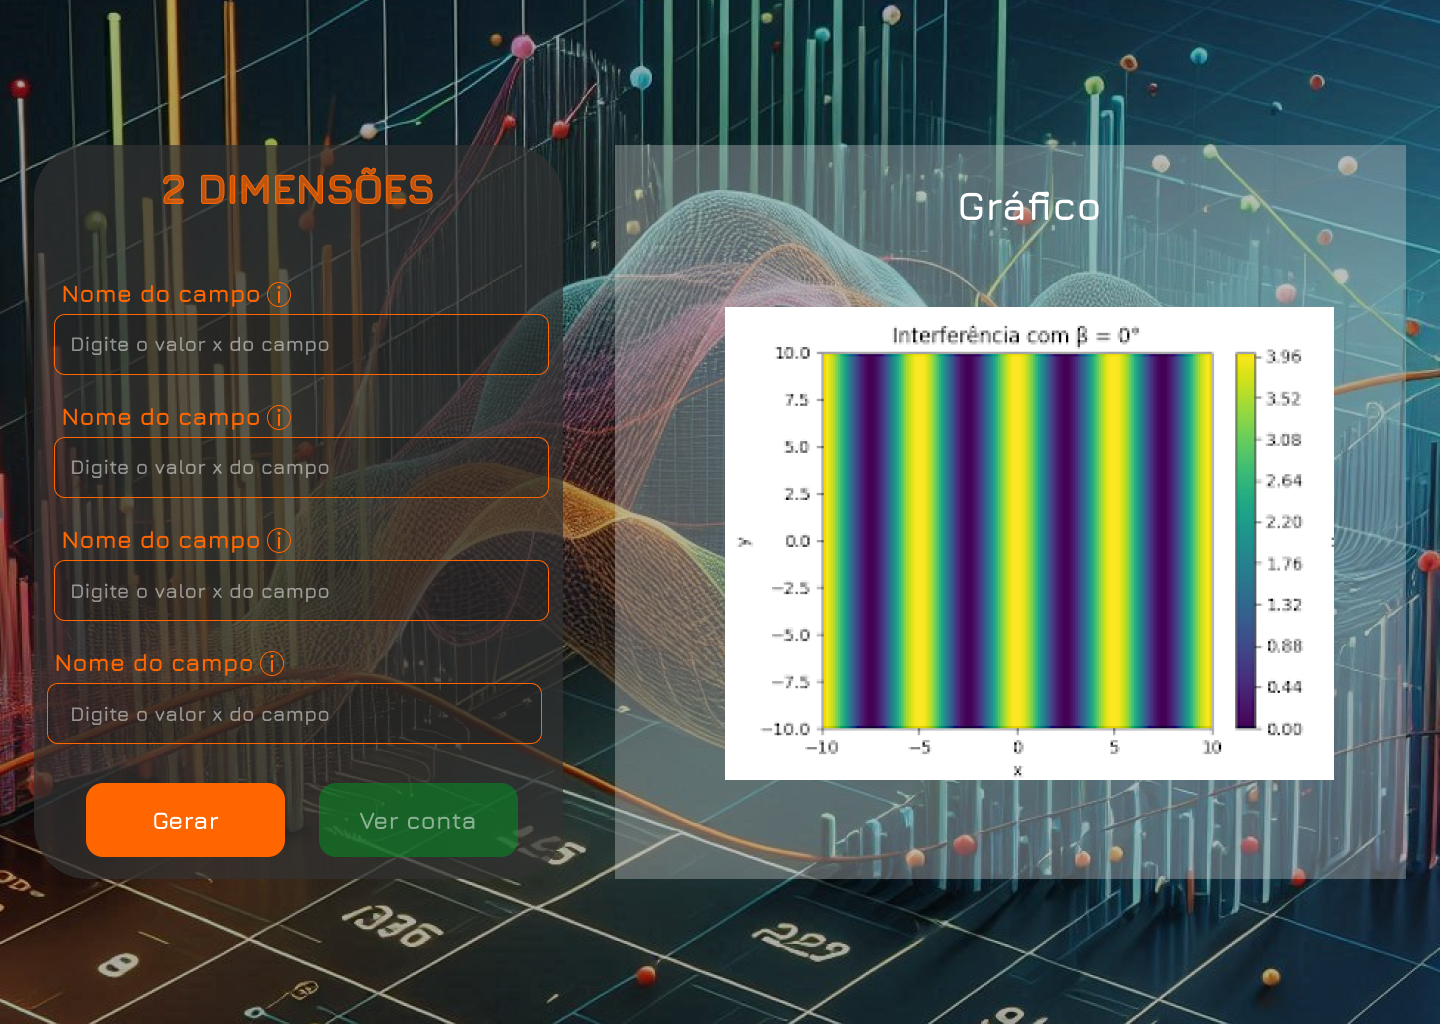 2 DIMENSÕES
Nome do campo ⓘ
Digite o valor x do campo
Nome do campo ⓘ
Digite o valor x do campo
Nome do campo ⓘ
Digite o valor x do campo
Nome do campo ⓘ
Digite o valor x do campo
Gerar
Ver conta
Gráfico
Interferência com β = 0°
10.0
7.5
5.0
2.5
0.0
−2.5
−5.0
−7.5
−10.0
y
−10 −5 0 5 10
x
3.96
3.52
3.08
2.64
2.20
1.76
1.32
0.88
0.44
0.00
1336
229
8